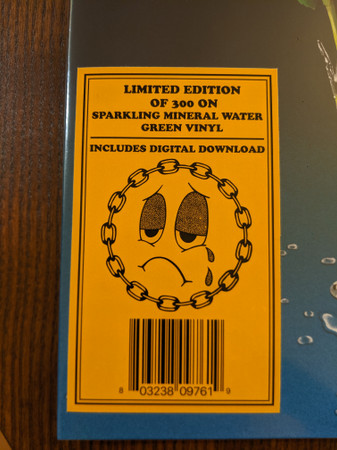 LIMITED EDITION
OF 300 ON
SPARKLING MINERAL WATER
GREEN VINYL
INCLUDES DIGITAL DOWNLOAD
8 03238 09761 9